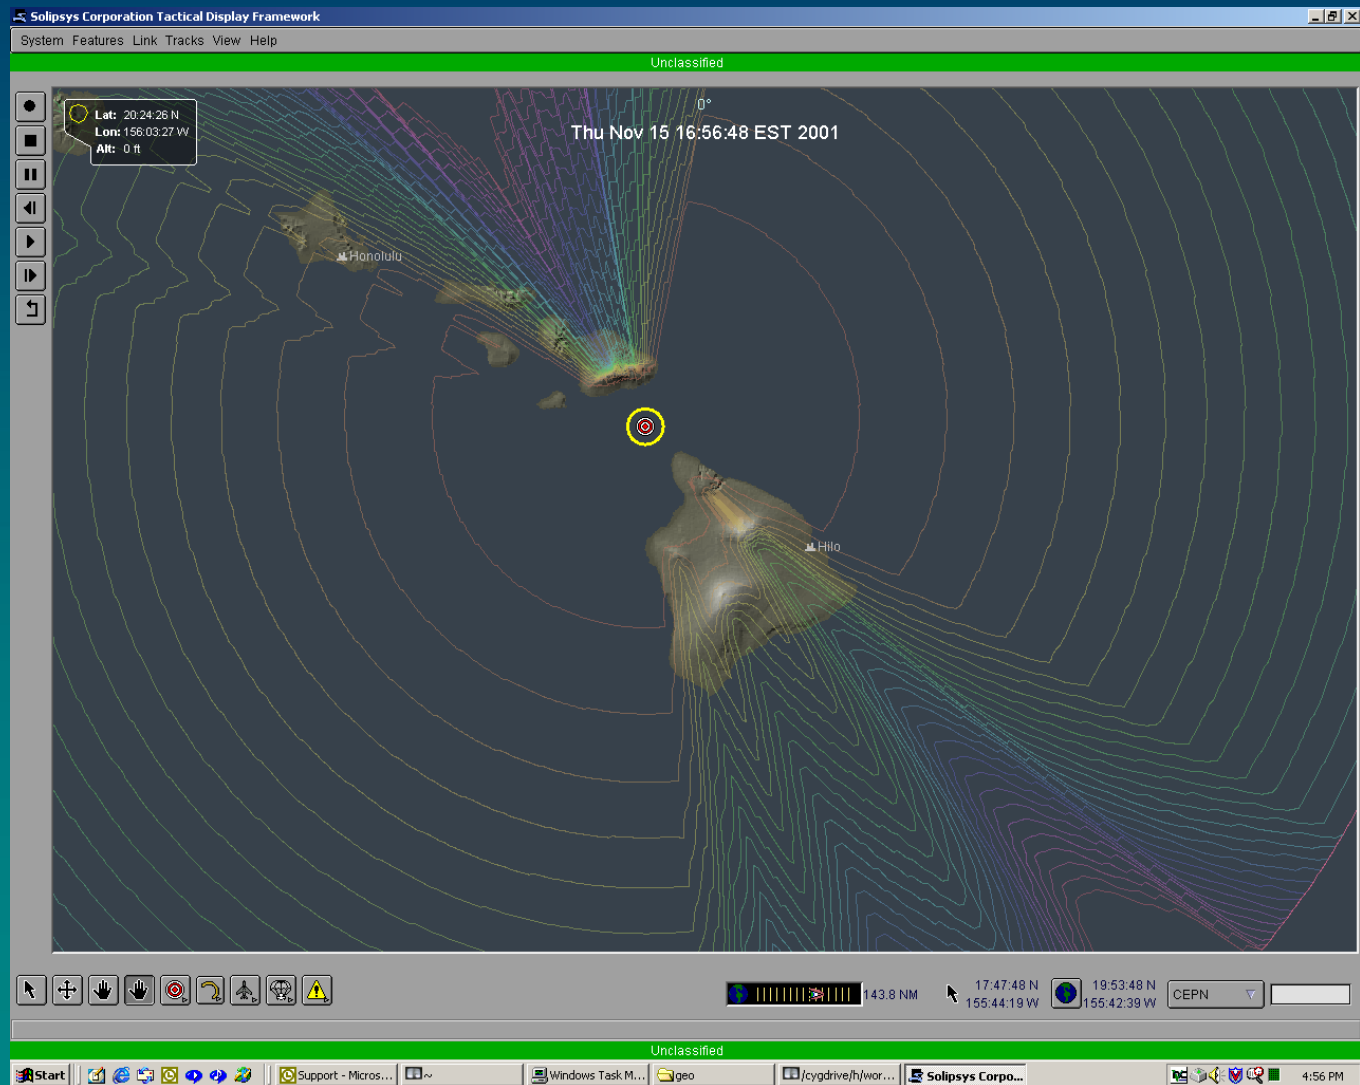 Solipsys Corporation Tactical Display Framework
System Features Link Tracks View Help
Unclassified
Lat: 20:24:26 N
Lon: 156:03:27 W
Alt: 0 ft
0°
Thu Nov 15 16:56:48 EST 2001
Honolulu
Hilo
143.8 NM
17:47:48 N
155:44:19 W
19:53:48 N
155:42:39 W
CEPN
Unclassified
Start Support - Micros... ~ Windows Task M... geo /cygdrive/h/wor... Solipsys Corpo... 4:56 PM